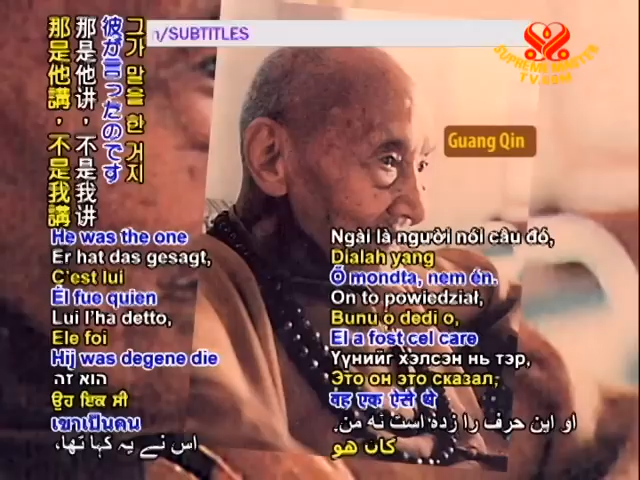 n/SUBTITLES
SUPREME MASTER
TV.COM
Guang Qin
그가 말을 한 거지
彼が言ったのです
那是他讲，不是我讲
那是他講，不是我講
He was the one
Er hat das gesagt,
C'est lui
Él fue quien
Lui l'ha detto,
Ele foi
Hij was degene die
הוא זה
ਉਹ ਇਕ ਸੀ
เขาเป็นคน
اس نے یہ کہا تھا،
Ngài là người nói câu đó,
Dialah yang
Ő mondta, nem én.
On to powiedział,
Bunu o dedi o,
El a fost cel care
Үүнийг хэлсэн нь тэр,
Это он это сказал,
वह एक ऐसे थे
او این حرف را زده است نه من.
كان هو